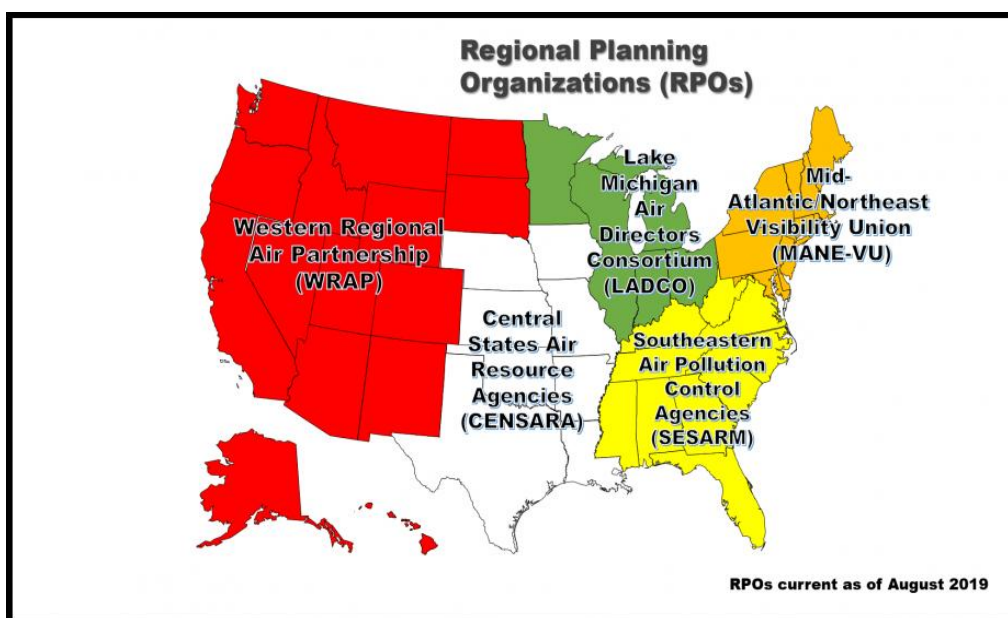 Regional Planning
Organizations (RPOs)
Western Regional
Air Partnership
(WRAP)
Central
States Air
Resource
Agencies
(CENSARA)
Lake
Michigan
Air
Directors
Consortium
(LADCO)
Mid-
Atlantic/Northeast
Visibility Union
(MANE-VU)
Southeastern
Air Pollution
Control
Agencies
(SESARM)
RPOs current as of August 2019